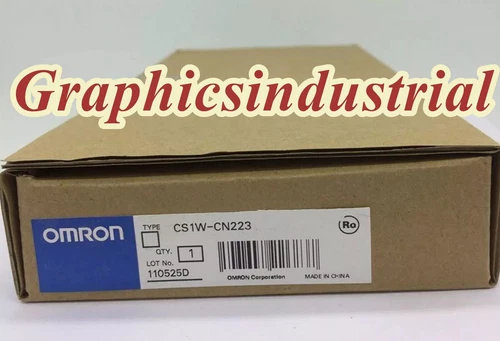 Graphicsindustrial
OMRON
TYPE CS1W-CN223
QTY. 1
LOT No. 110525D
OMRON Corporation
MADE IN CHINA
Ro